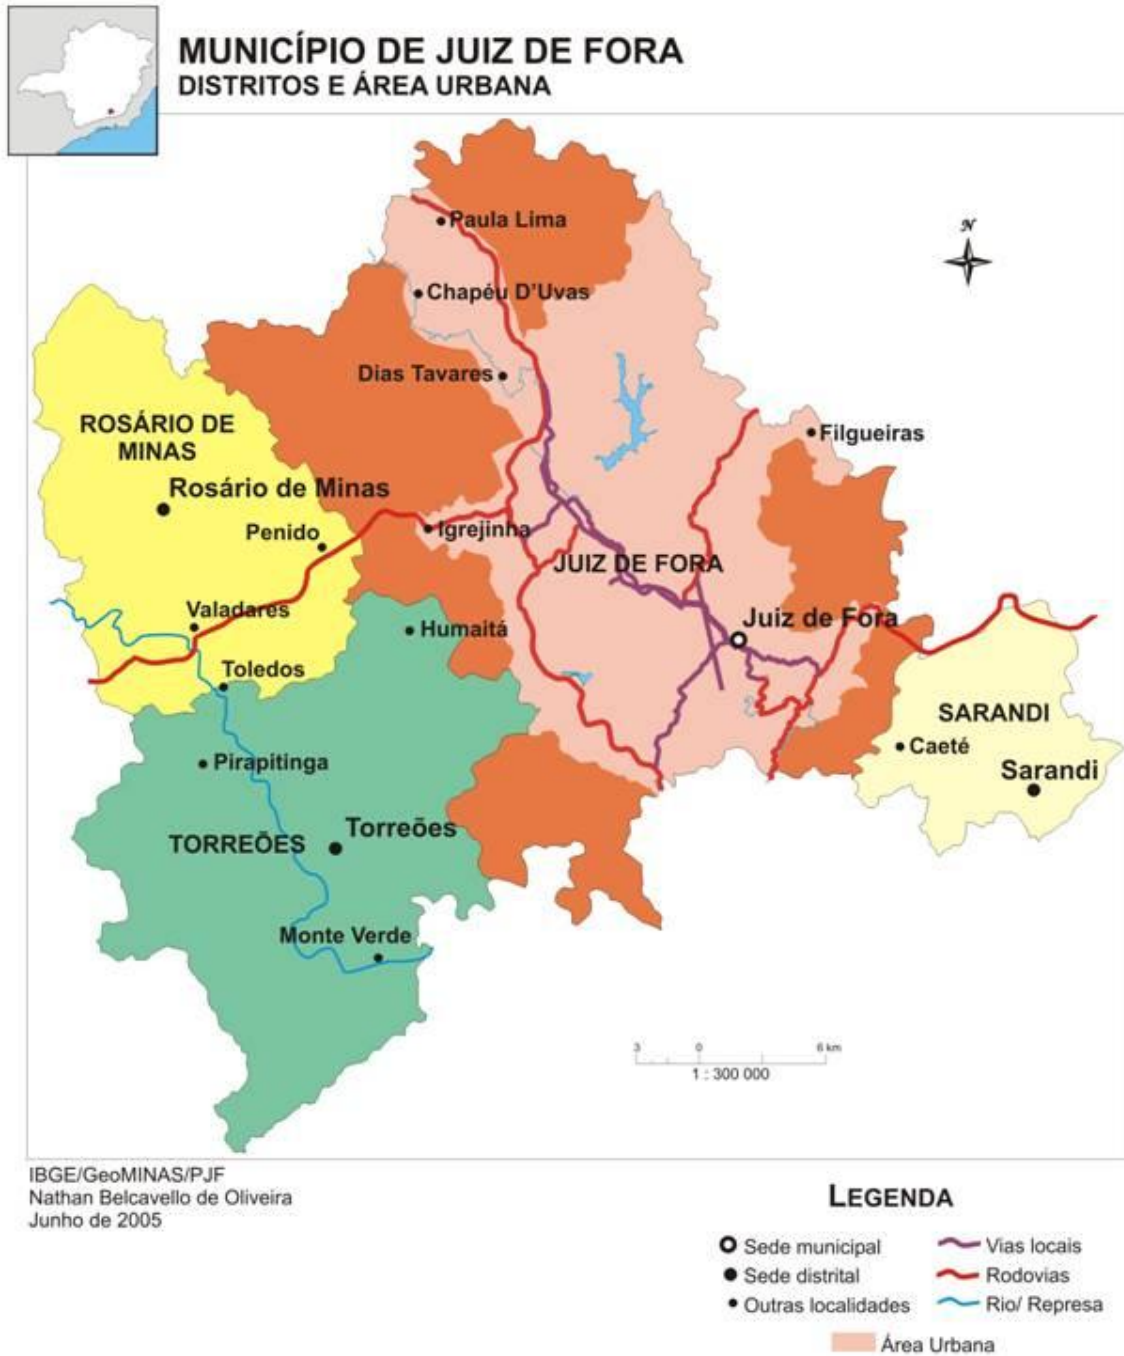 MUNICÍPIO DE JUIZ DE FORA
DISTRITOS E ÁREA URBANA
Paula Lima
N
Chapéu D'Uvas
Dias Tavares
ROSÁRIO DE
MINAS
Filgueiras
Rosário de Minas
Penido
Igrejinha
JUIZ DE FORA
Valadares
Humaitá
Juiz de Fora
Toledos
SARANDI
Pirapitinga
Caeté
Sarandi
TORREÕES
Torreões
Monte Verde
3 0 6 km
1 : 300 000
IBGE/GeoMINAS/PJF
Nathan Belcavello de Oliveira
Junho de 2005
LEGENDA
Sede municipal
Sede distrital
Outras localidades
Vias locais
Rodovias
Rio/ Represa
Área Urbana